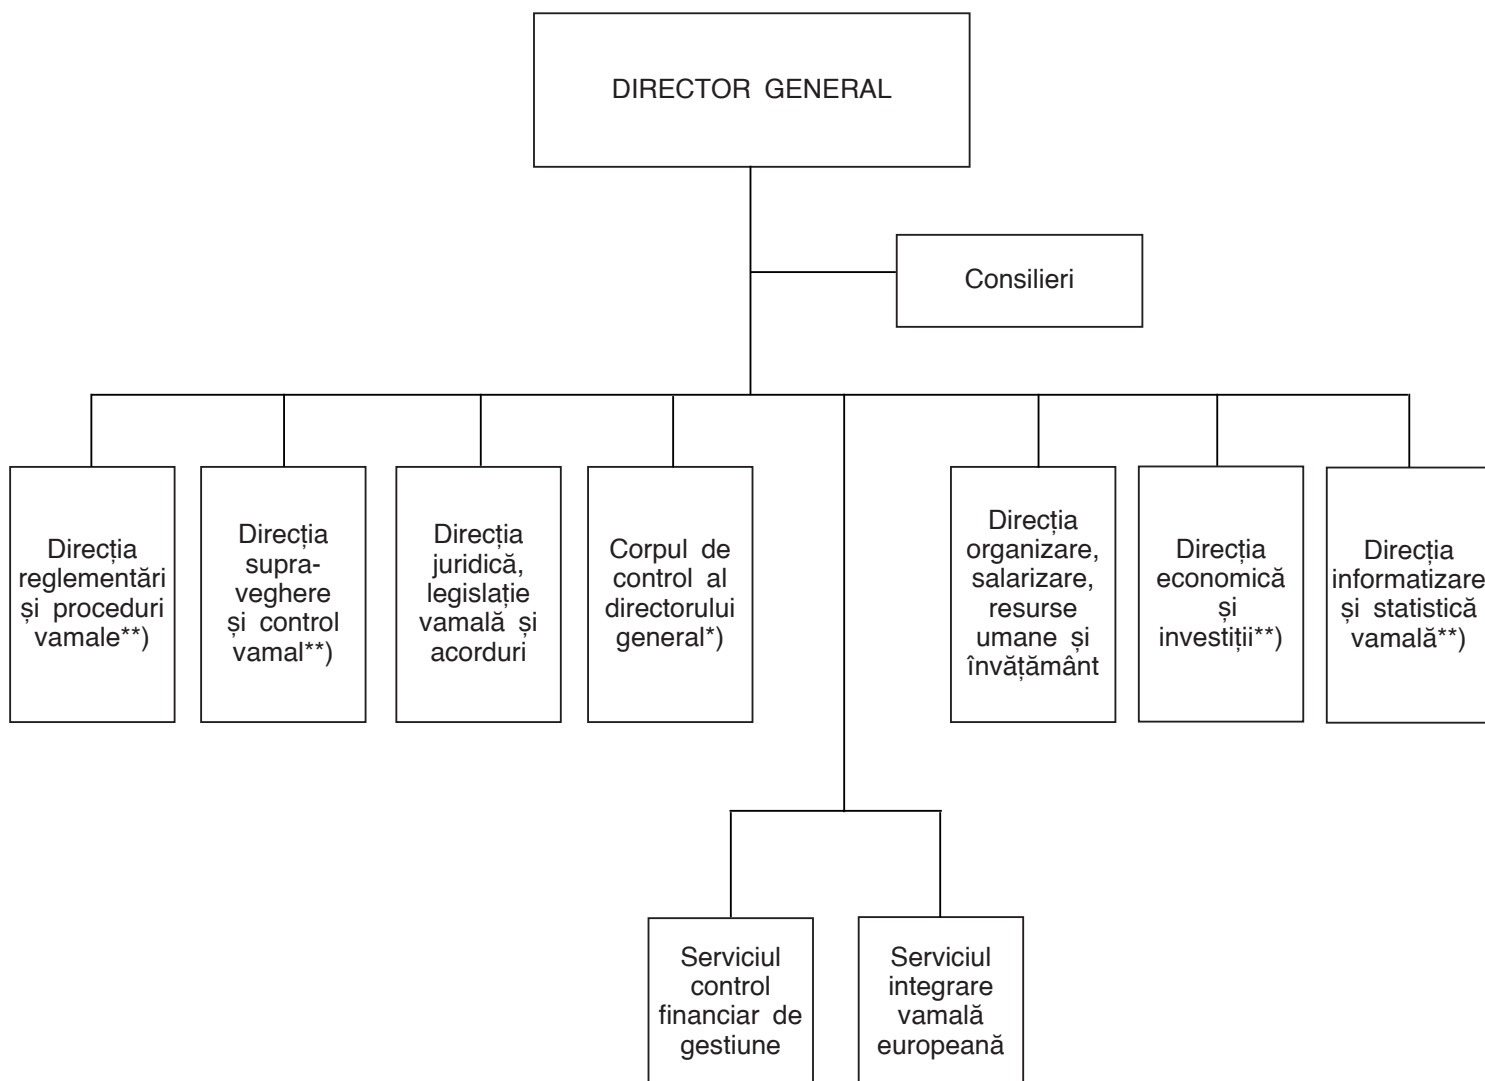 DIRECTOR GENERAL
Consilieri
Direcția
reglementări
și proceduri
vamale**)
Direcția
supra-
veghere
și control
vamal**)
Direcția
juridică,
legislație
vamală și
acorduri
Corpul de
control al
directorului
general*)
Direcția
organizare,
salarizare,
resurse
umane și
învățământ
Direcția
economică
și
investiții**)
Direcția
informatizare
și statistică
vamală**)
Serviciul
control
financiar de
gestiune
Serviciul
integrare
vamală
europeană